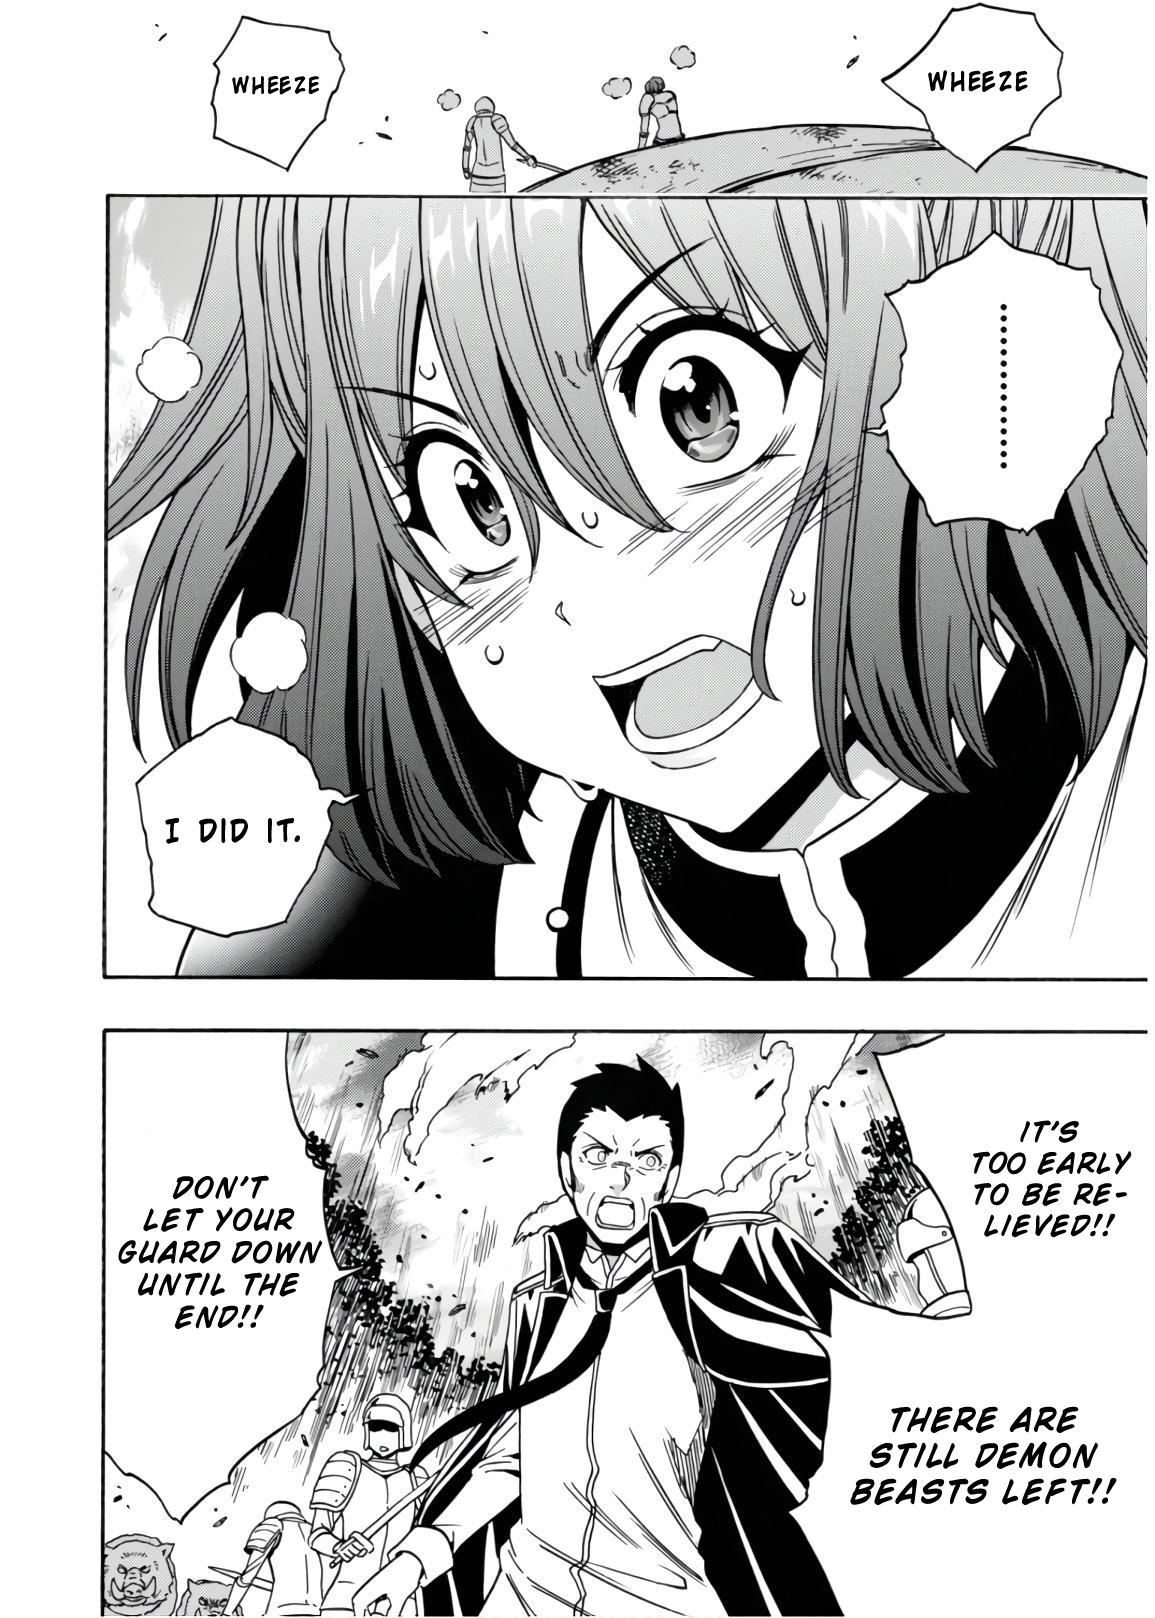 WHEEZE
WHEEZE
..........
I DID IT.
IT'S
TOO EARLY
TO BE RE-
LIEVED!!
THERE ARE
STILL DEMON
BEASTS LEFT!!
DON'T
LET YOUR
GUARD DOWN
UNTIL THE
END!!